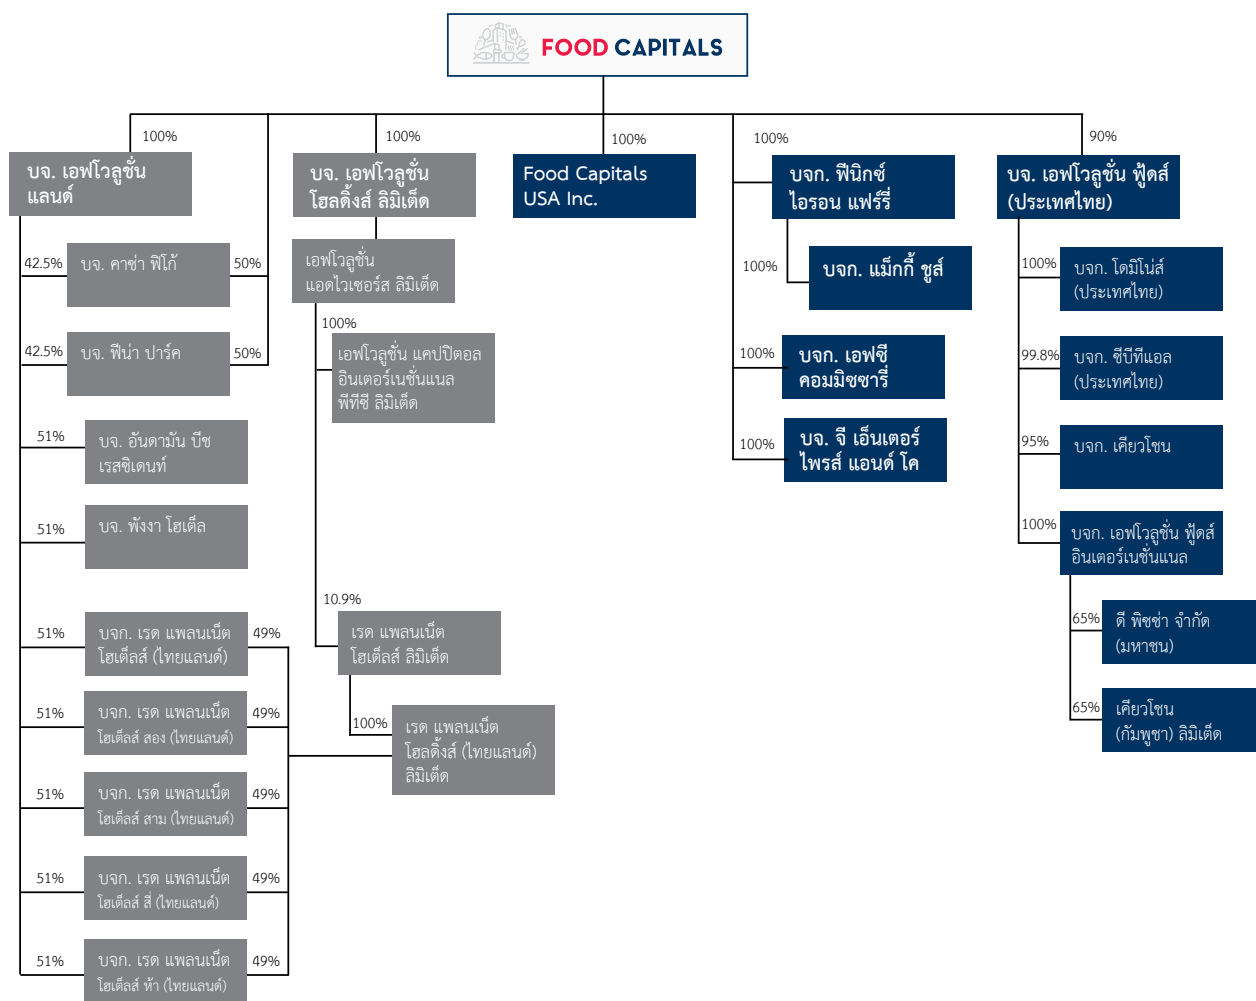 FOOD CAPITALS
100%
บจ. เอฟโวลูชั่น
แลนด์
42.5%
บจ. คาซ่า ฟิโก้
50%
42.5%
บจ. ฟีน่า ปาร์ค
50%
51%
บจ. อันดามัน บีช
เรสซิเดนท์
51%
บจ. พังงา โฮเต็ล
51%
บจก. เรด แพลนเน็ต
โฮเต็ลส์ (ไทยแลนด์)
49%
51%
บจก. เรด แพลนเน็ต
โฮเต็ลส์ สอง (ไทยแลนด์)
49%
51%
บจก. เรด แพลนเน็ต
โฮเต็ลส์ สาม (ไทยแลนด์)
49%
51%
บจก. เรด แพลนเน็ต
โฮเต็ลส์ สี่ (ไทยแลนด์)
49%
51%
บจก. เรด แพลนเน็ต
โฮเต็ลส์ ห้า (ไทยแลนด์)
49%
100%
บจ. เอฟโวลูชั่น
โฮลดิ้งส์ ลิมิเต็ด
เอฟโวลูชั่น
แอดไวเซอร์ส ลิมิเต็ด
100%
เอฟโวลูชั่น แคปปิตอล
อินเตอร์เนชั่นแนล
พีทีซี ลิมิเต็ด
10.9%
เรด แพลนเน็ต
โฮเต็ลส์ ลิมิเต็ด
100%
เรด แพลนเน็ต
โฮลดิ้งส์ (ไทยแลนด์)
ลิมิเต็ด
100%
Food Capitals
USA Inc.
100%
บจก. ฟีนิกซ์
ไอรอน แฟร์รี่
100%
บจก. แม็กกี้ ชูส์
100%
บจก. เอฟซี
คอมมิซซารี่
100%
บจ. จี เอ็นเตอร์
ไพรส์ แอนด์ โค
90%
บจ. เอฟโวลูชั่น ฟู้ดส์
(ประเทศไทย)
100%
บจก. โดมิโน่ส์
(ประเทศไทย)
99.8%
บจก. ซีบีทีแอล
(ประเทศไทย)
95%
บจก. เคียวโชน
100%
บจก. เอฟโวลูชั่น ฟู้ดส์
อินเตอร์เนชั่นแนล
65%
ดี พิซซ่า จำกัด
(มหาชน)
65%
เคียวโชน
(กัมพูชา) ลิมิเต็ด